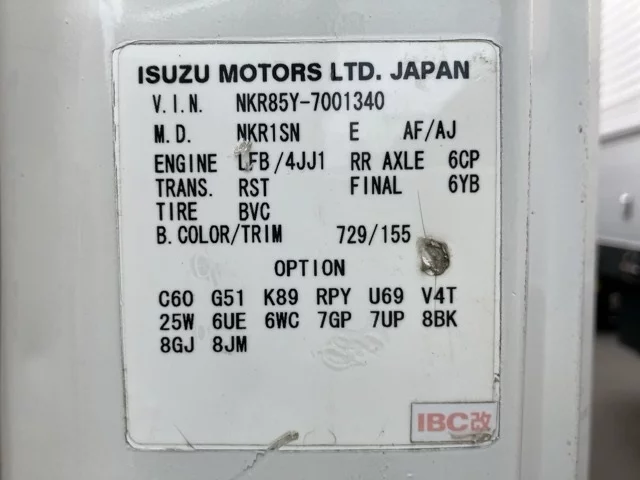 ISUZU MOTORS LTD. JAPAN
V.I.N. NKR85Y-7001340
M.D. NKR1SN E AF/AJ
ENGINE LFB/4JJ1 RR AXLE 6CP
TRANS. RST FINAL 6YB
TIRE BVC
B.COLOR/TRIM 729/155
OPTION
C60 G51 K89 RPY U69 V4T
25W 6UE 6WC 7GP 7UP 8BK
8GJ 8JM
IBC改